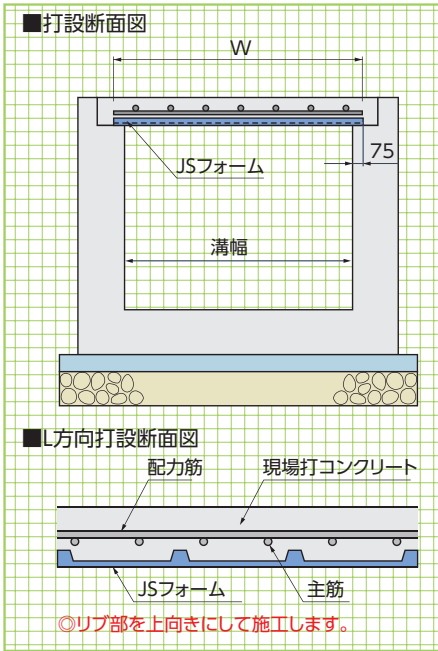 ■打設断面図
W
JSフォーム
75
溝幅
■L方向打設断面図
配力筋 現場打コンクリート
JSフォーム 主筋
◎リブ部を上向きにして施工します。